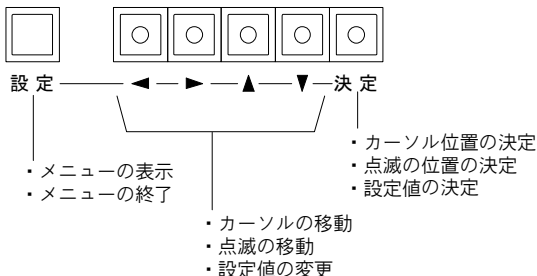 設定 ◀ ▶ ▲ ▼ 決定
・カーソル位置の決定
・点滅の位置の決定
・設定値の決定
・メニューの表示
・メニューの終了
・カーソルの移動
・点滅の移動
・設定値の変更